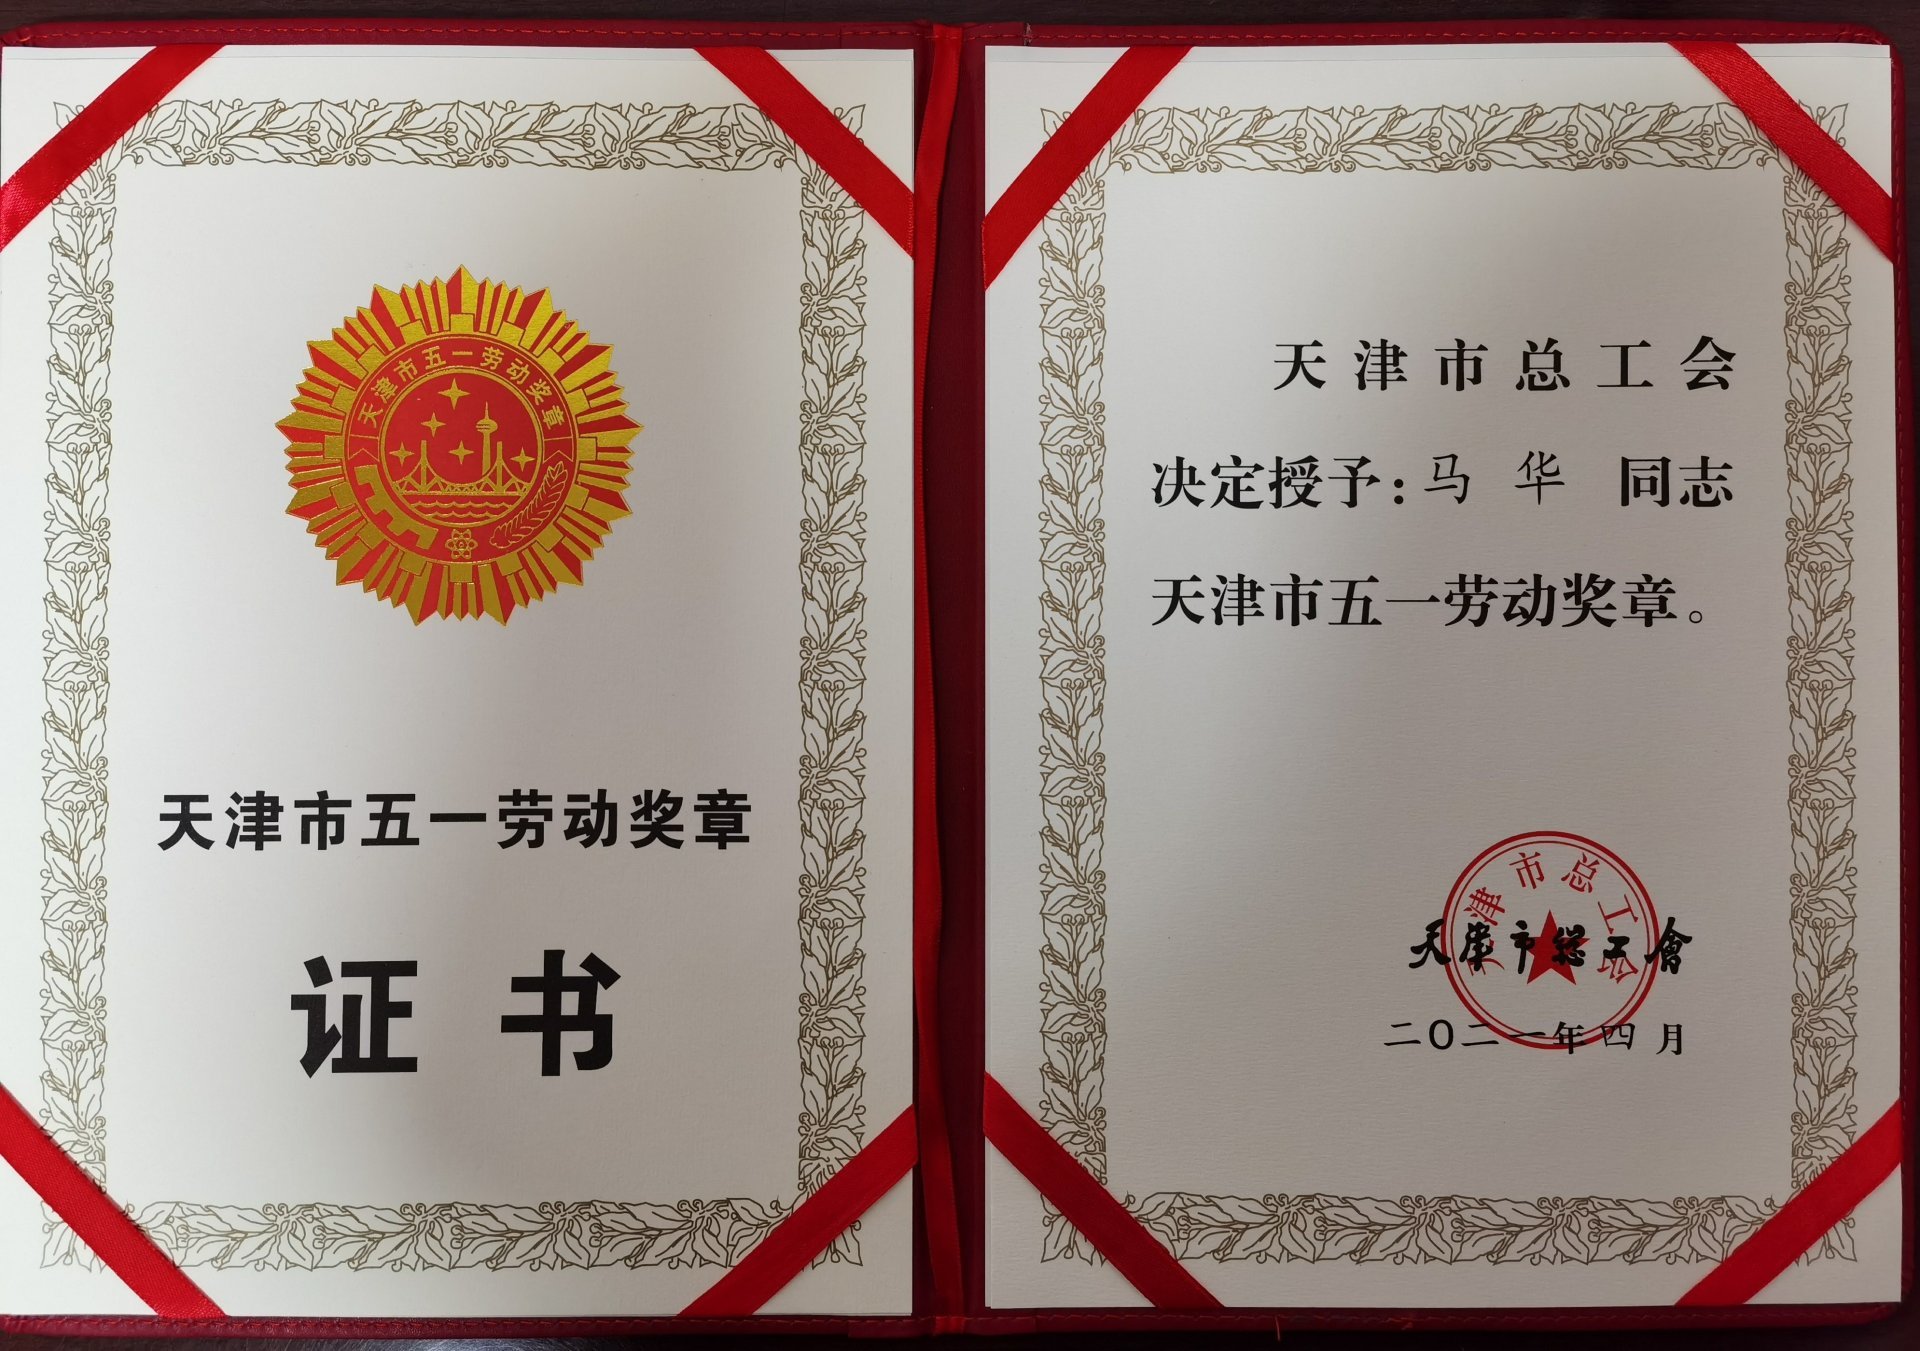 天津市五一劳动奖章
天津市五一劳动奖章
证书
天津市总工会
决定授予:马华 同志
天津市五一劳动奖章。
天津市总工会
天津市總工會
二〇二一年四月